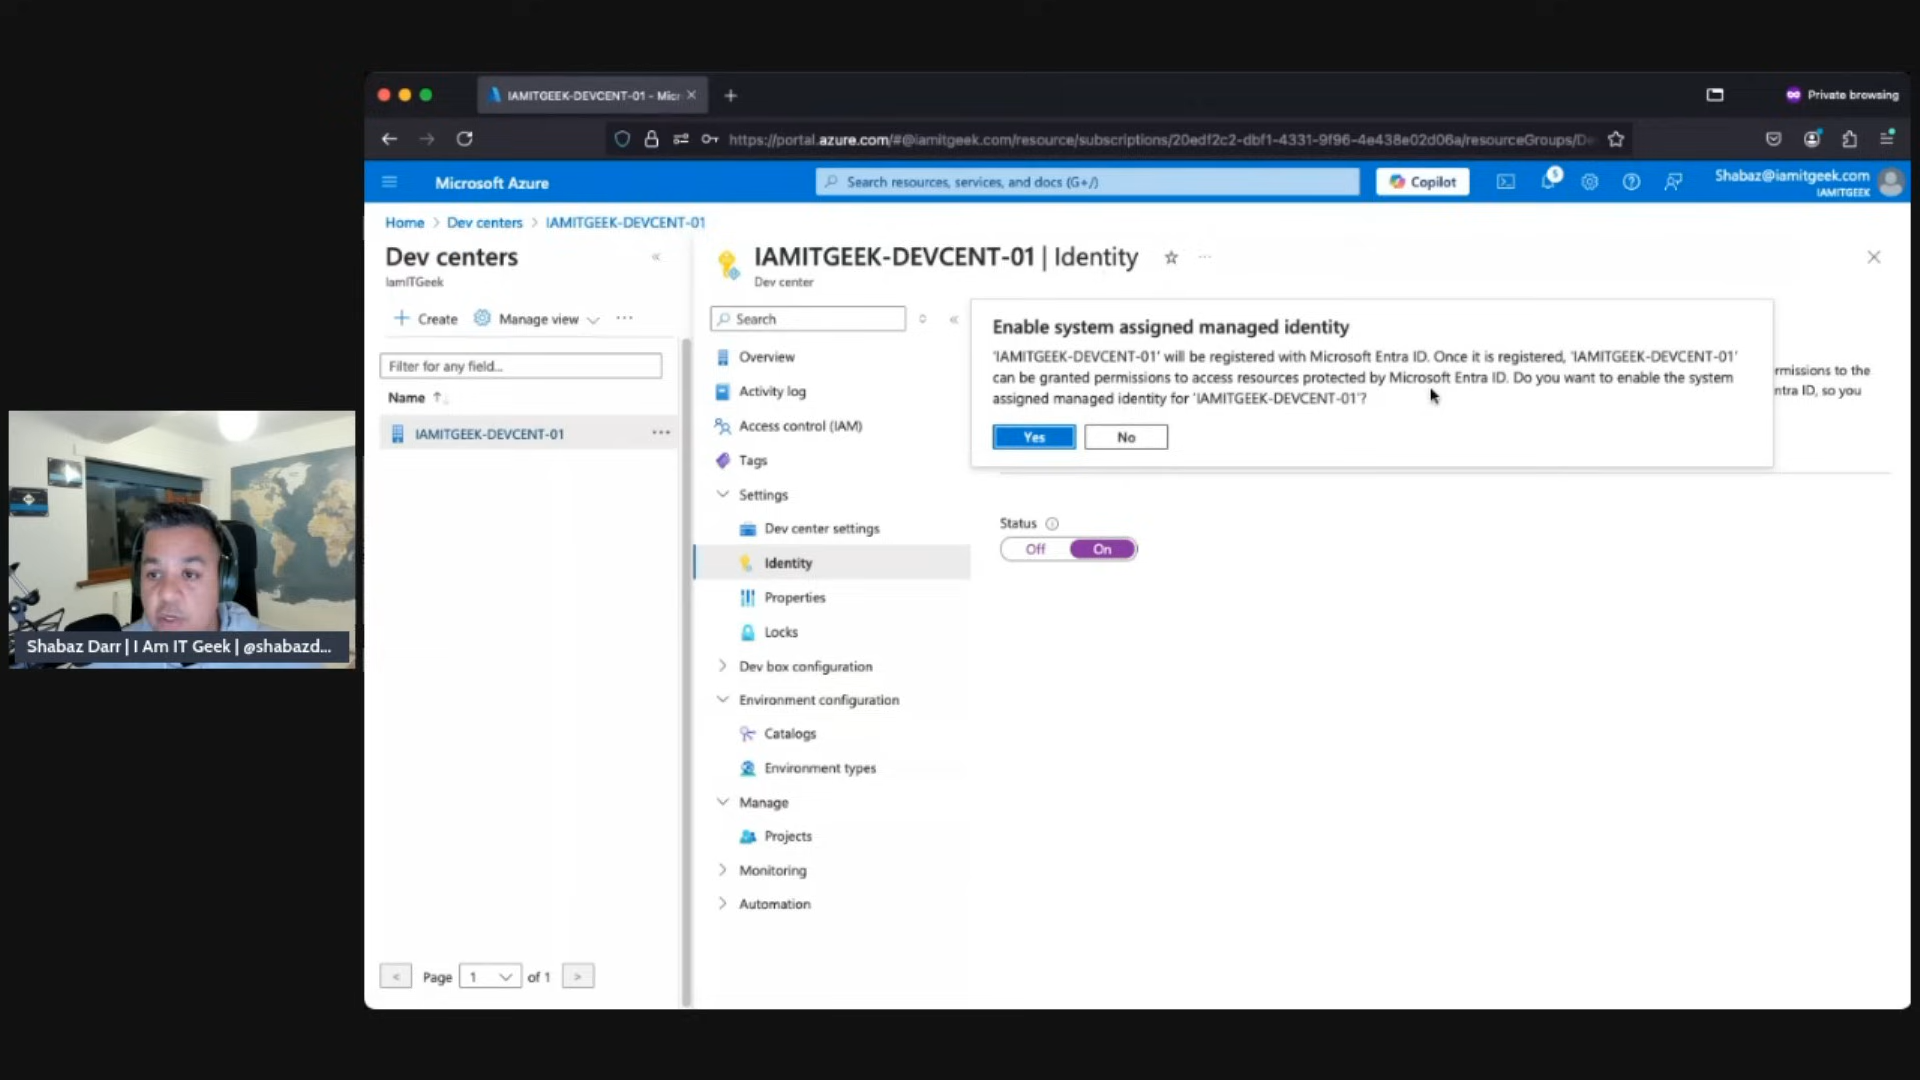 IAMITGEEK-DEVCENT-01 - Micr
Private browsing
https://portal.azure.com/#@iamitgeek.com/resource/subscriptions/20edf2c2-dbf1-4331-9f96-4e438e02d06a/resourceGroups/De
Microsoft Azure
Search resources, services, and docs (G+/)
Copilot
5
Shabaz@iamitgeek.com
IAMITGEEK
Home > Dev centers > IAMITGEEK-DEVCENT-01
Dev centers
IamITGeek
Create
Manage view
Filter for any field...
Name
IAMITGEEK-DEVCENT-01
Page 1 of 1
IAMITGEEK-DEVCENT-01 | Identity
Dev center
Search
Overview
Activity log
Access control (IAM)
Tags
Settings
Dev center settings
Identity
Properties
Locks
Dev box configuration
Environment configuration
Catalogs
Environment types
Manage
Projects
Monitoring
Automation
Enable system assigned managed identity
'IAMITGEEK-DEVCENT-01' will be registered with Microsoft Entra ID. Once it is registered, 'IAMITGEEK-DEVCENT-01'
can be granted permissions to access resources protected by Microsoft Entra ID. Do you want to enable the system
assigned managed identity for 'IAMITGEEK-DEVCENT-01'?
Yes
No
rmissions to the
ntra ID, so you
Status
Off
On
Shabaz Darr | I Am IT Geek | @shabazd...